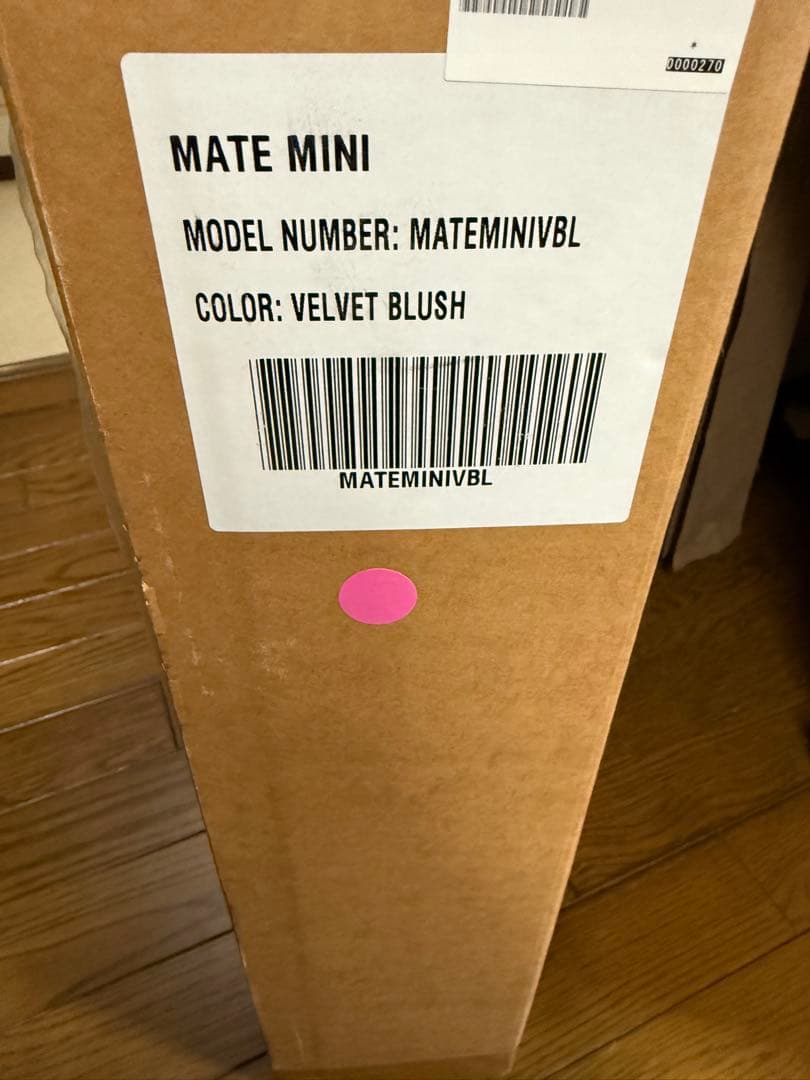 0000270
MATE MINI
MODEL NUMBER: MATEMINIVBL
COLOR: VELVET BLUSH
MATEMINIVBL